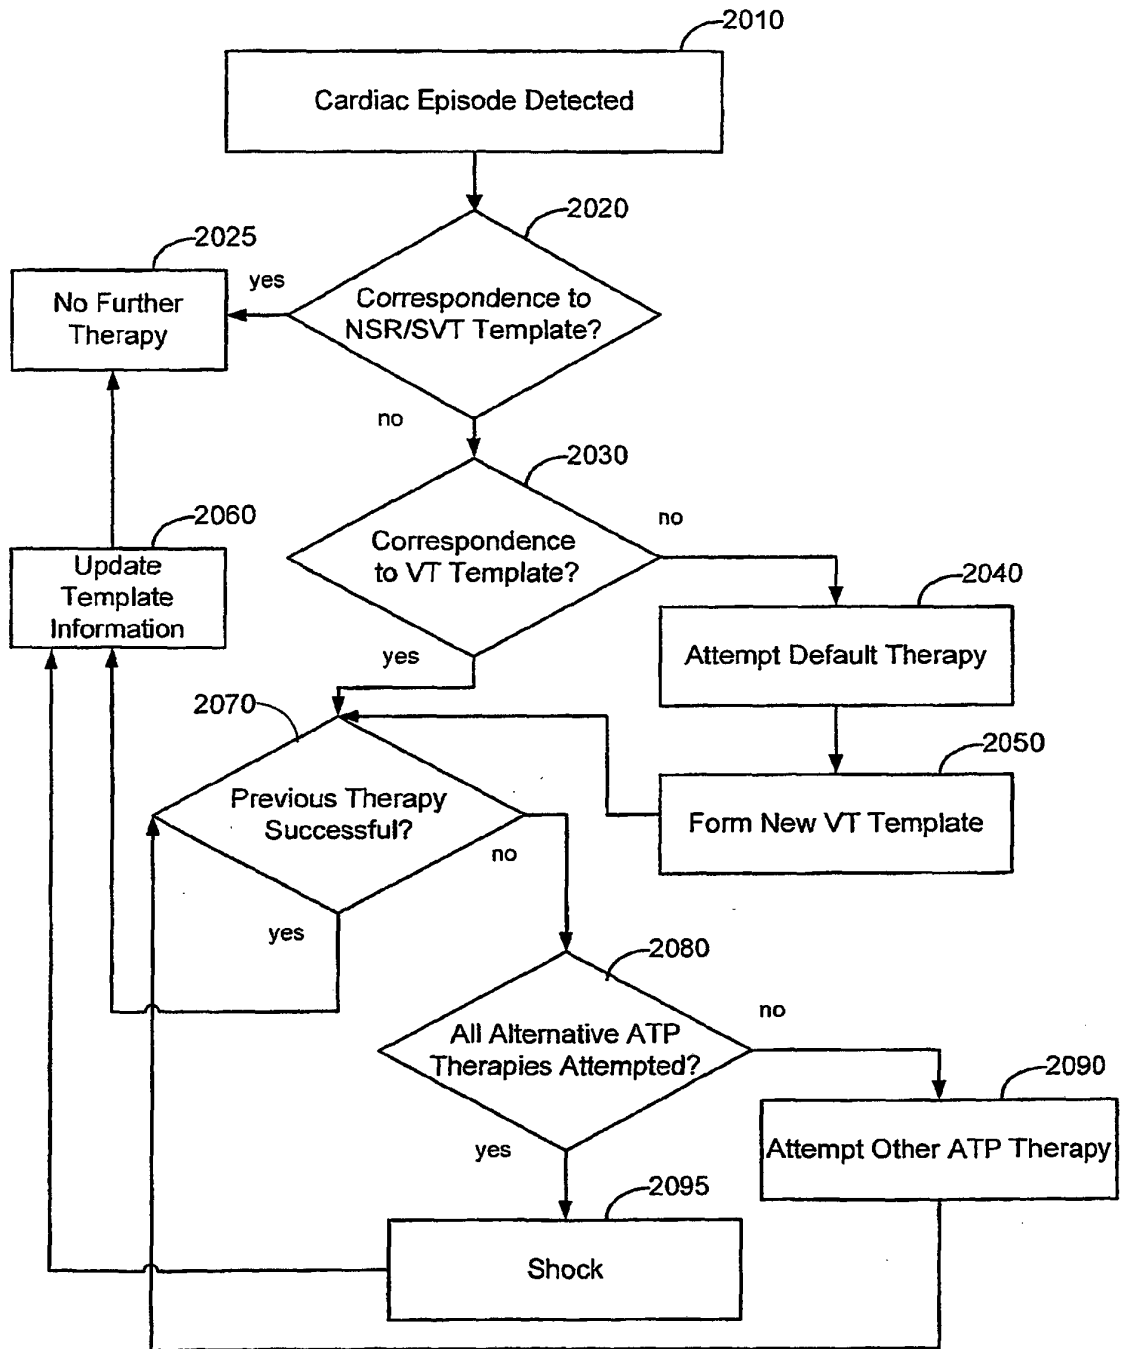 2010
Cardiac Episode Detected
2020
2025
yes
No Further
Therapy
Correspondence to
NSR/SVT Template?
no
2030
2060
no
Update
Template
Information
Correspondence
to VT Template?
2040
yes
Attempt Default Therapy
2070
2050
Previous Therapy
Successful?
Form New VT Template
no
yes
2080
no
All Alternative ATP
Therapies Attempted?
2090
yes
Attempt Other ATP Therapy
2095
Shock